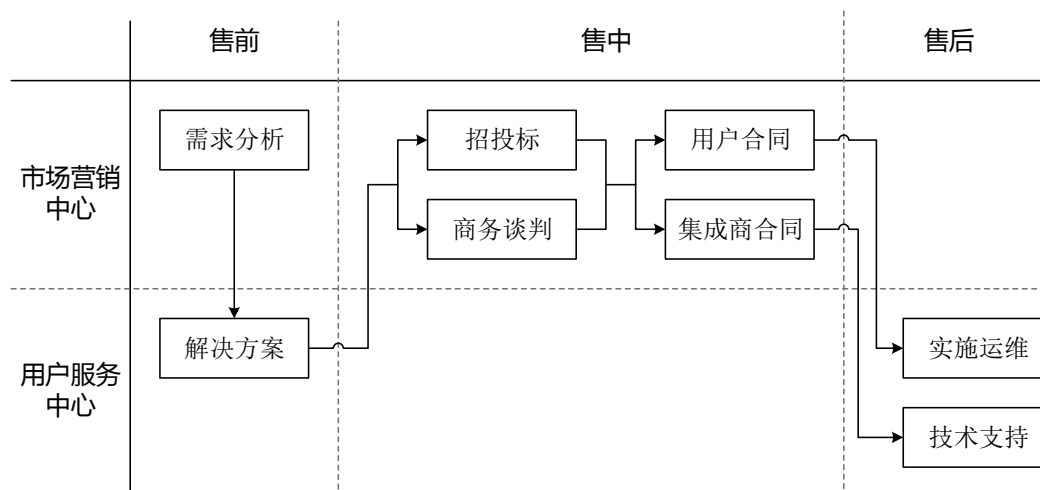 售前
售中
售后
市场营销
中心
需求分析
招投标
用户合同
商务谈判
集成商合同
用户服务
中心
解决方案
实施运维
技术支持